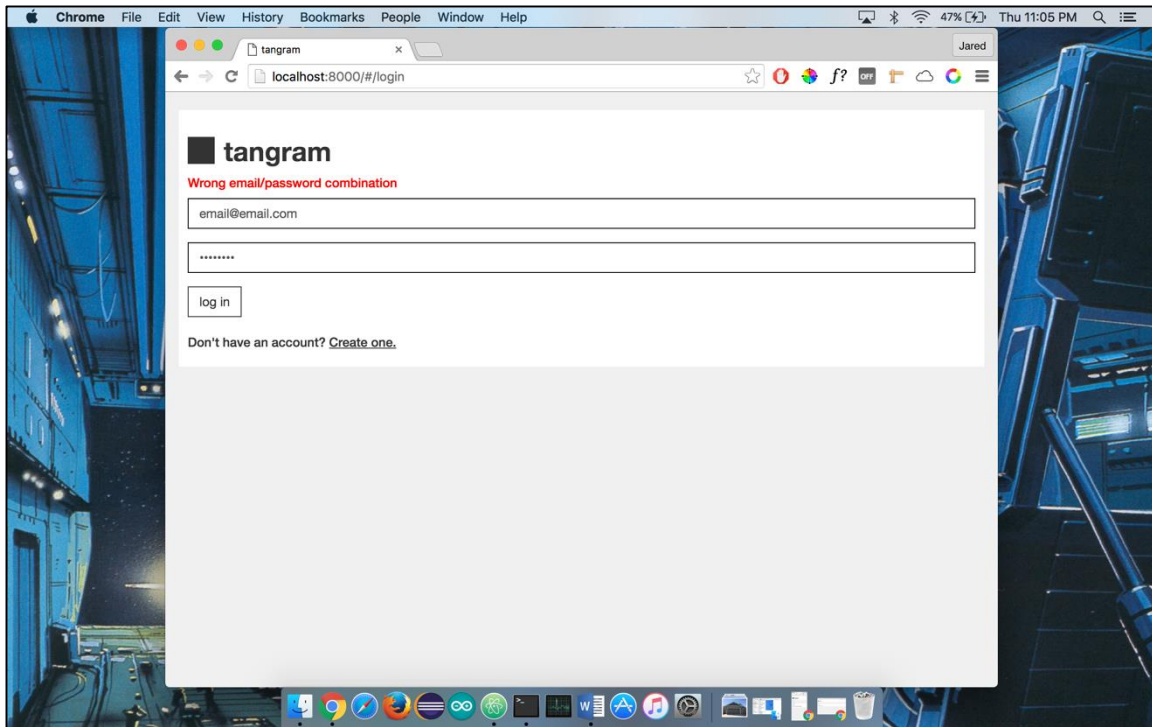 Chrome File Edit View History Bookmarks People Window Help 47% Thu 11:05 PM
tangram
Jared
localhost:8000/#/login
f?
OFF
tangram
Wrong email/password combination
email@email.com
••••••••
log in
Don't have an account? Create one.